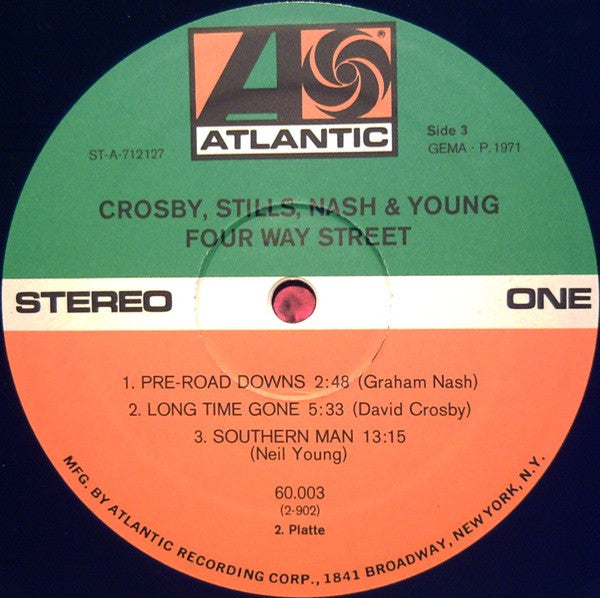 ATLANTIC®
ST-A-712127
Side 3
GEMA · P. 1971
CROSBY, STILLS, NASH & YOUNG
FOUR WAY STREET
STEREO
ONE
1. PRE-ROAD DOWNS 2:48 (Graham Nash)
2. LONG TIME GONE 5:33 (David Crosby)
3. SOUTHERN MAN 13:15
(Neil Young)
60.003
(2-902)
2. Platte
MFG. BY ATLANTIC RECORDING CORP., 1841 BROADWAY, NEW YORK, N.Y.